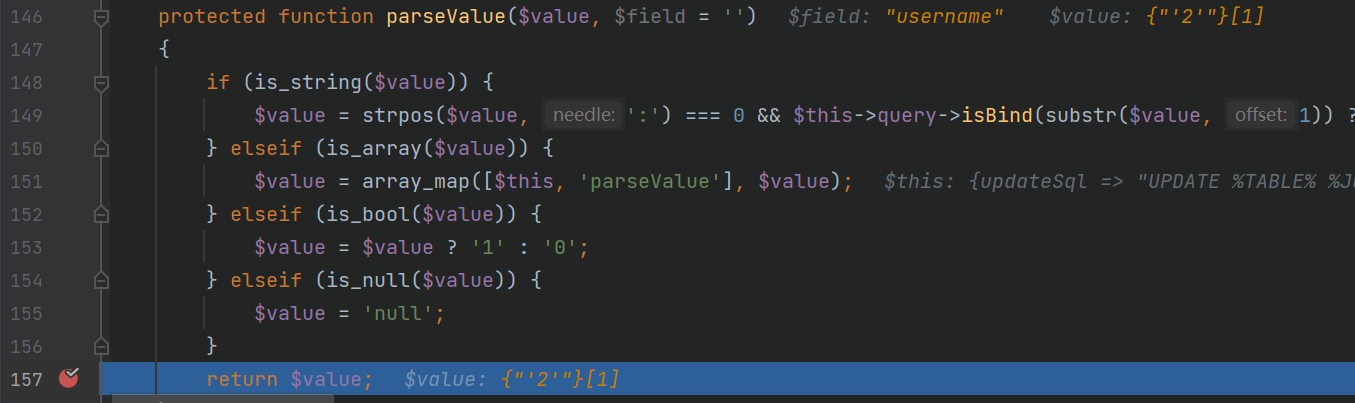 146 protected function parseValue($value, $field = '') $field: "username" $value: {"'2'"}[1]
147 {
148 if (is_string($value)) {
149 $value = strpos($value, needle: ':') === 0 && $this->query->isBind(substr($value, offset: 1)) ?
150 } elseif (is_array($value)) {
151 $value = array_map([$this, 'parseValue'], $value); $this: {updateSql => "UPDATE %TABLE% %J
152 } elseif (is_bool($value)) {
153 $value = $value ? '1' : '0';
154 } elseif (is_null($value)) {
155 $value = 'null';
156 }
157 return $value; $value: {"'2'"}[1]